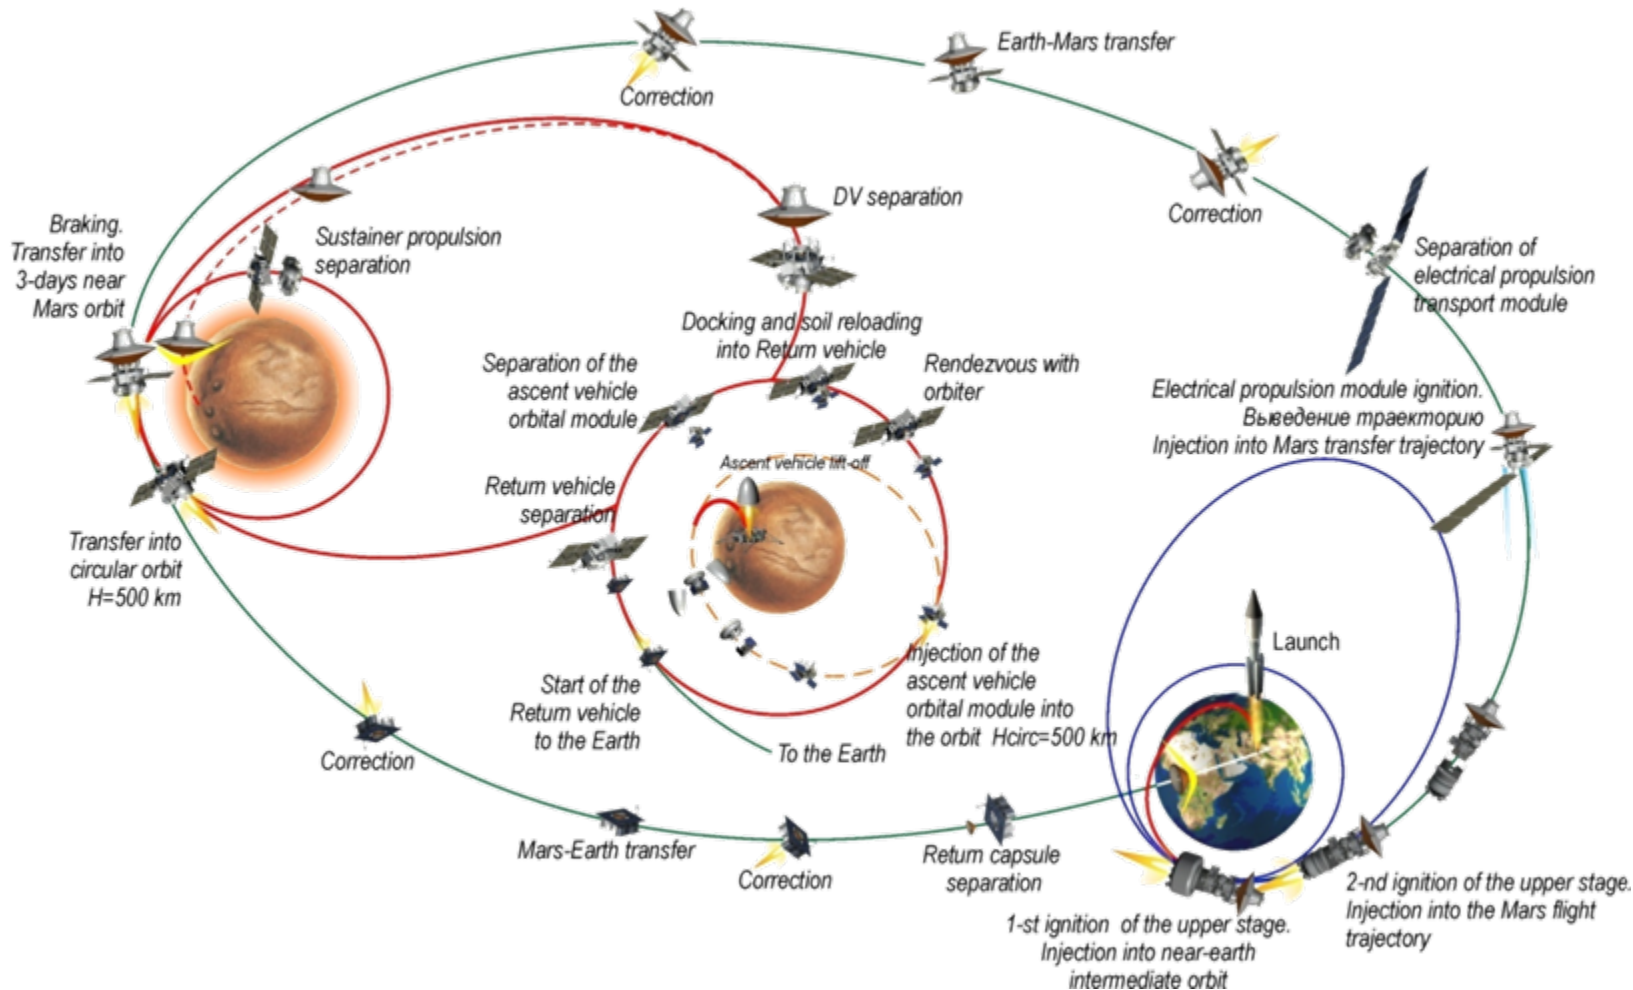 Earth-Mars transfer
Correction
Correction
DV separation
Braking.
Transfer into
3-days near
Mars orbit
Sustainer propulsion
separation
Separation of
electrical propulsion
transport module
Docking and soil reloading
into Return vehicle
Separation of the
ascent vehicle
orbital module
Rendezvous with
orbiter
Electrical propulsion module ignition.
Выведение траекторию
Injection into Mars transfer trajectory
Ascent vehicle lift-off
Return vehicle
separation
Transfer into
circular orbit
H=500 km
Launch
Injection of the
ascent vehicle
orbital module into
the orbit Hcirc=500 km
Start of the
Return vehicle
to the Earth
To the Earth
Correction
Mars-Earth transfer
Correction
Return capsule
separation
2-nd ignition of the upper stage.
Injection into the Mars flight
trajectory
1-st ignition of the upper stage.
Injection into near-earth
intermediate orbit